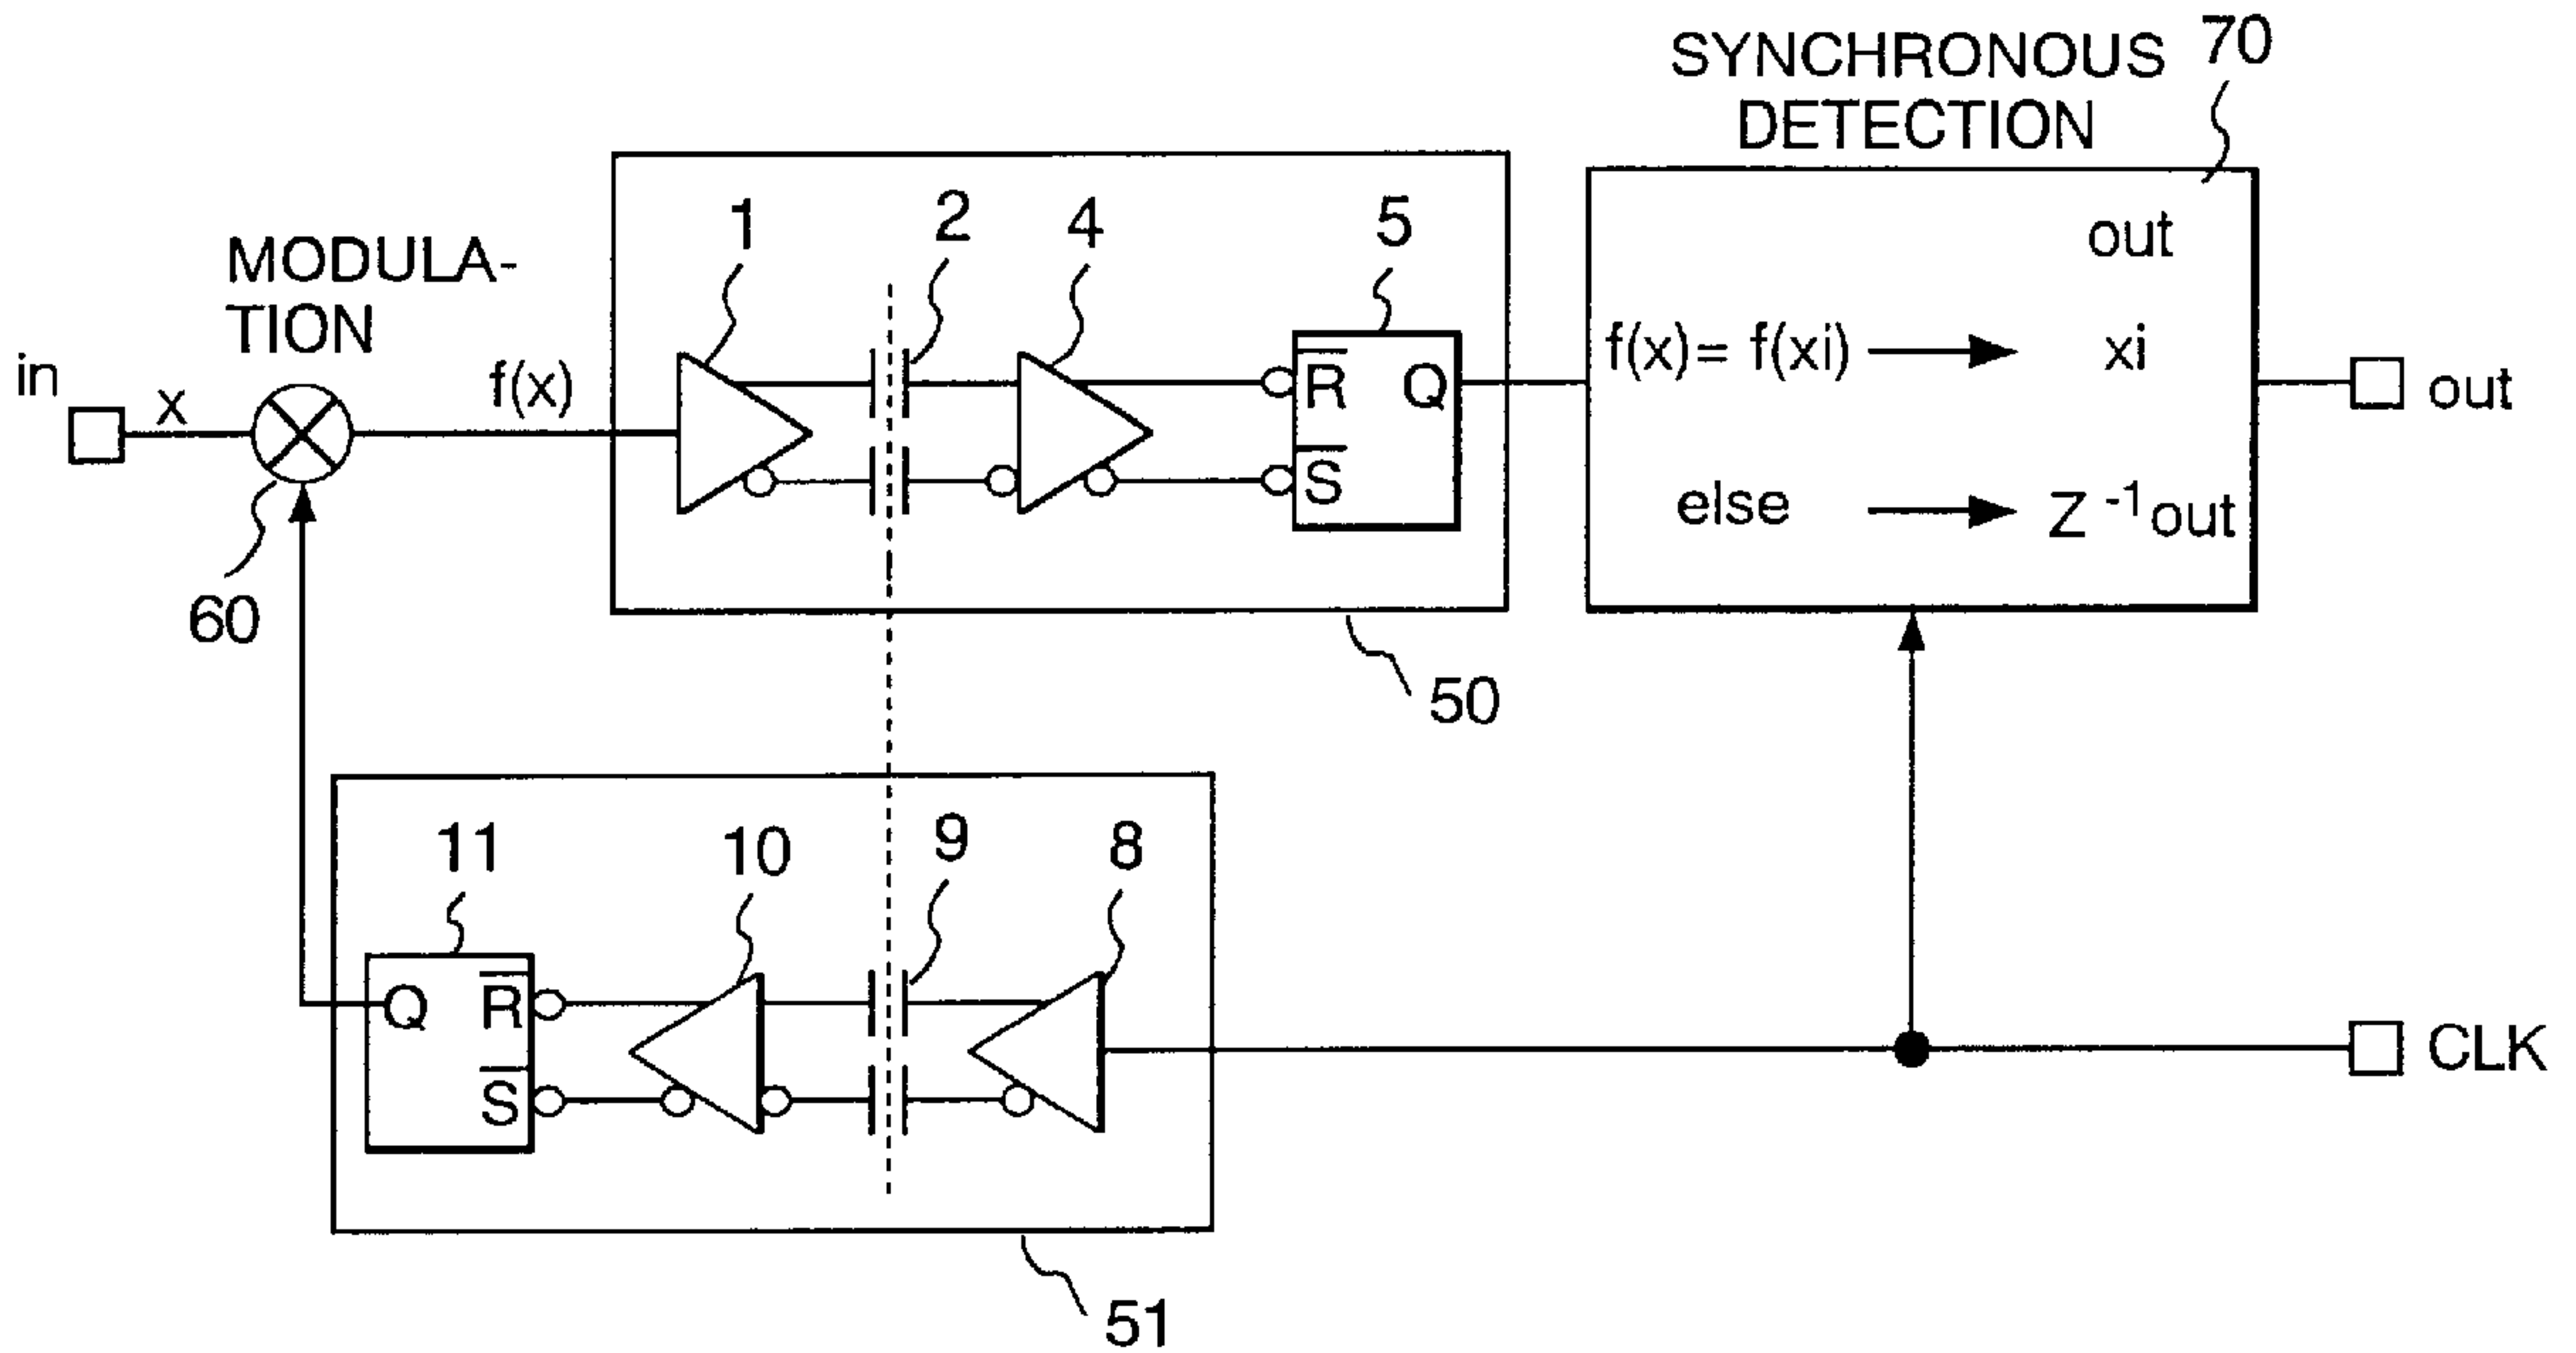 SYNCHRONOUS 70
DETECTION
1
2
4
5
out
MODULA-
TION
in
x
f(x)
R̅ Q
S̅
f(x)= f(xi) xi
out
else Z⁻¹out
60
50
11
10
9
8
Q R̅
S̅
CLK
51